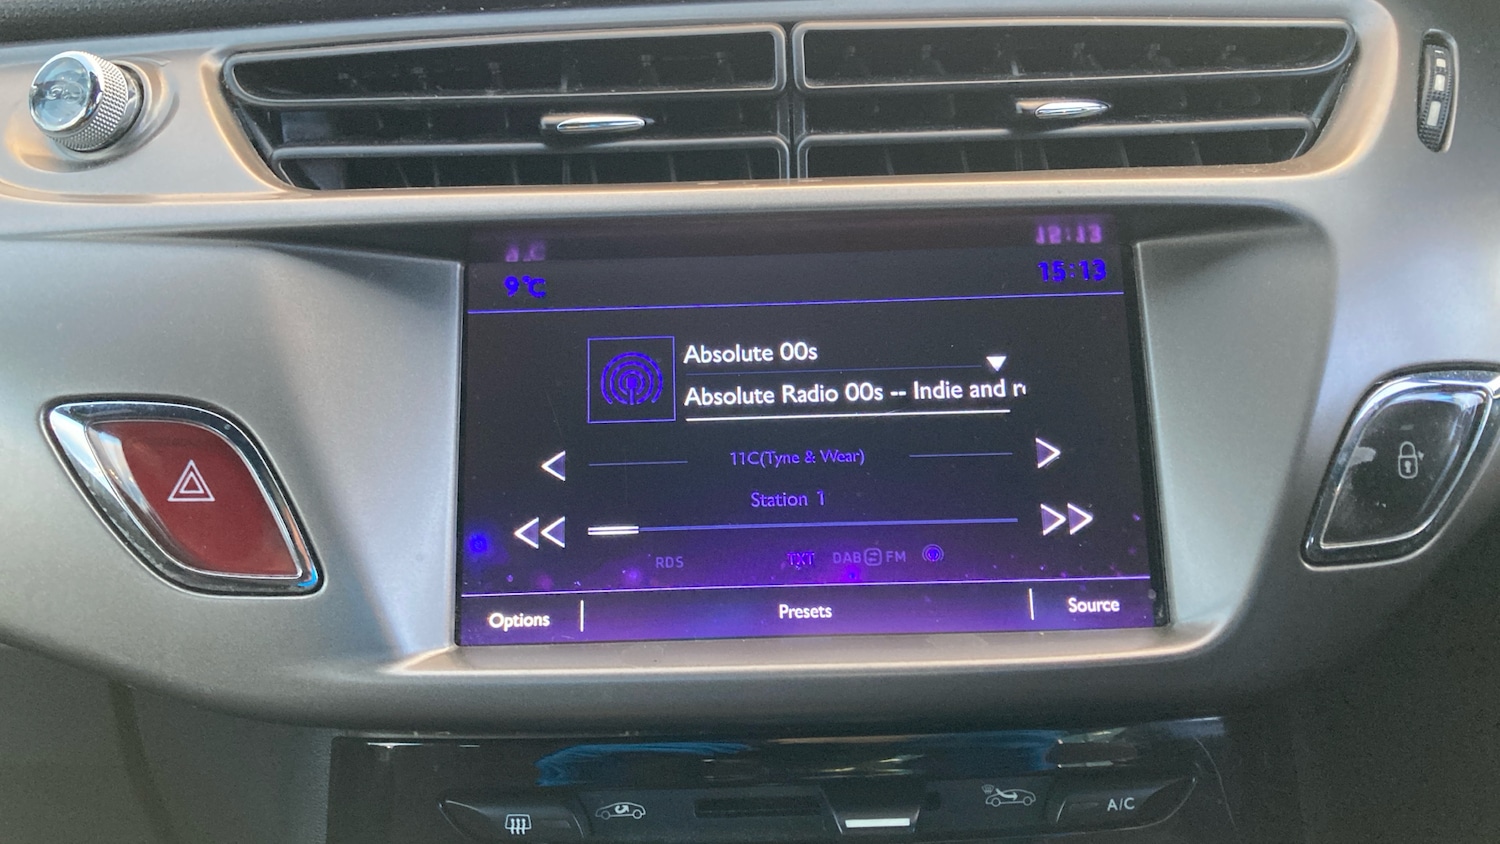 9°C
15:13
Absolute 00s
Absolute Radio 00s -- Indie and r
11C(Tyne & Wear)
Station 1
RDS TXT DAB FM
Options Presets Source
A/C